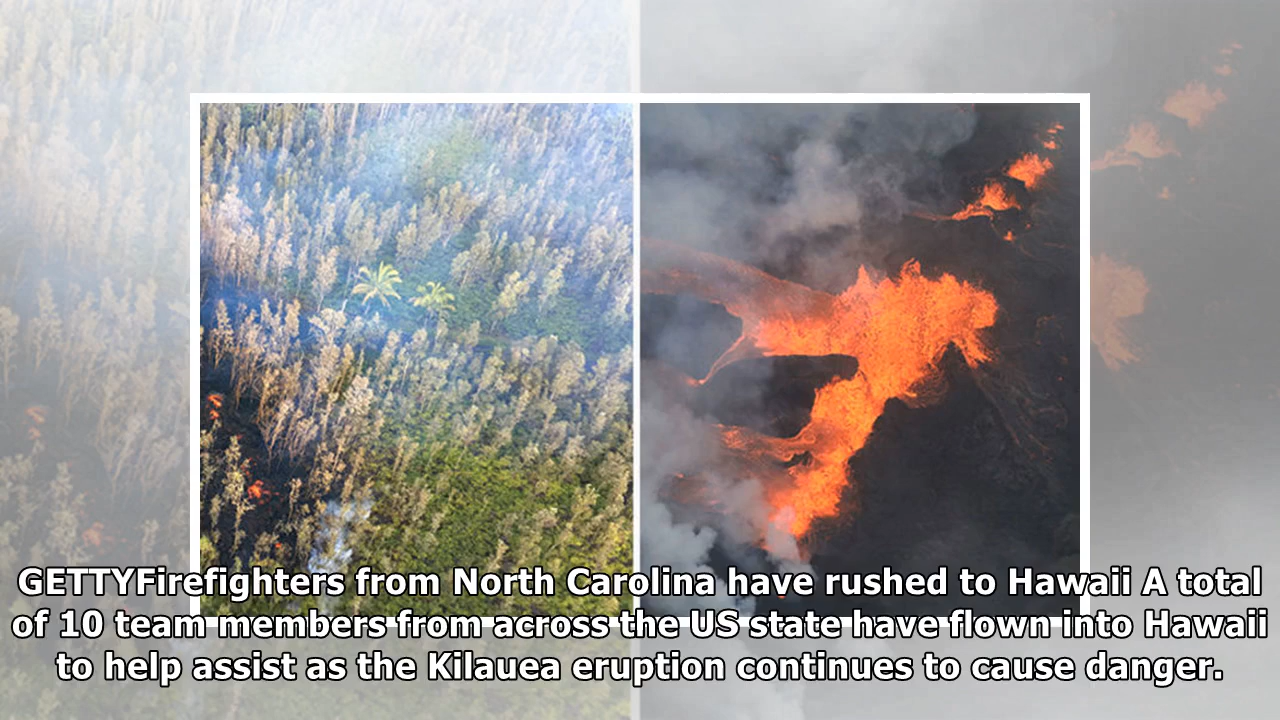 GETTYFirefighters from North Carolina have rushed to Hawaii A total
of 10 team members from across the US state have flown into Hawaii
to help assist as the Kilauea eruption continues to cause danger.